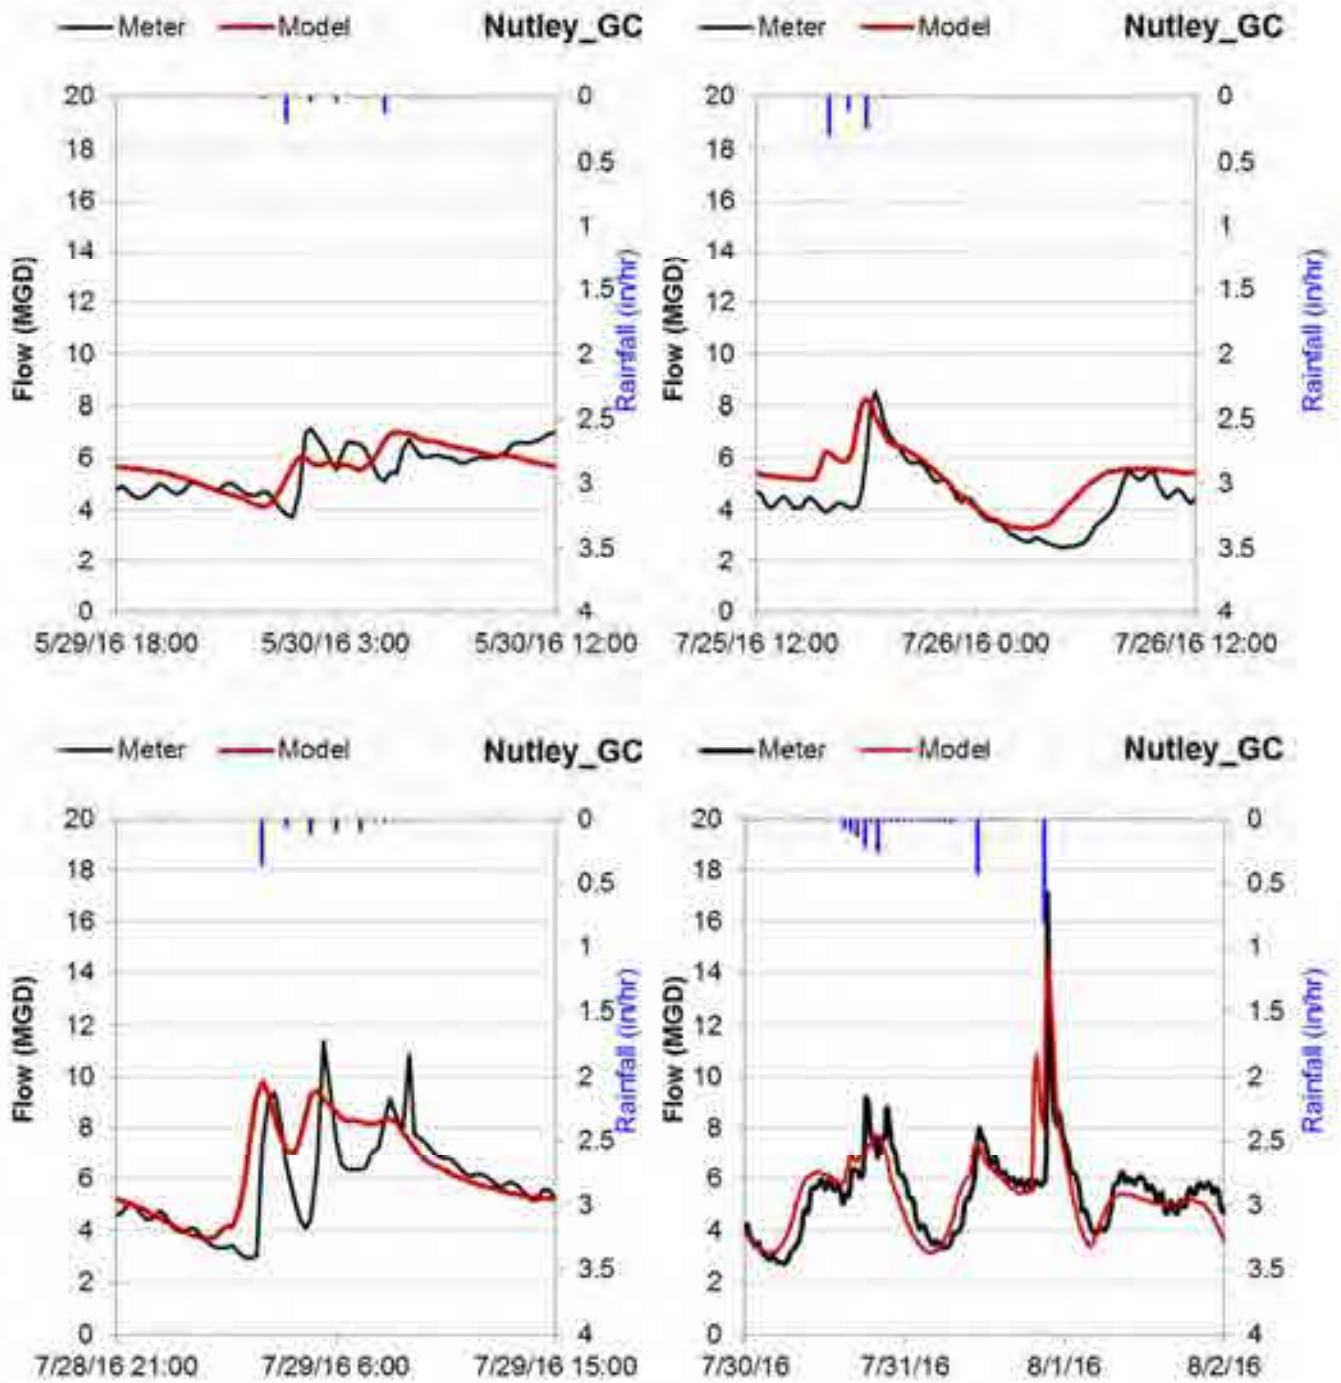 Meter Model Nutley_GC
20 0
18 0.5
16 1
14 1.5
12 2
10 2.5
8 3
6 3.5
4 4
2
0
Flow (MGD)
Rainfall (in/hr)
5/29/16 18:00 5/30/16 3:00 5/30/16 12:00
Meter Model Nutley_GC
20 0
18 0.5
16 1
14 1.5
12 2
10 2.5
8 3
6 3.5
4 4
2
0
Flow (MGD)
Rainfall (in/hr)
7/25/16 12:00 7/26/16 0:00 7/26/16 12:00
Meter Model Nutley_GC
20 0
18 0.5
16 1
14 1.5
12 2
10 2.5
8 3
6 3.5
4 4
2
0
Flow (MGD)
Rainfall (in/hr)
7/28/16 21:00 7/29/16 6:00 7/29/16 15:00
Meter Model Nutley_GC
20 0
18 0.5
16 1
14 1.5
12 2
10 2.5
8 3
6 3.5
4 4
2
0
Flow (MGD)
Rainfall (in/hr)
7/30/16 7/31/16 8/1/16 8/2/16